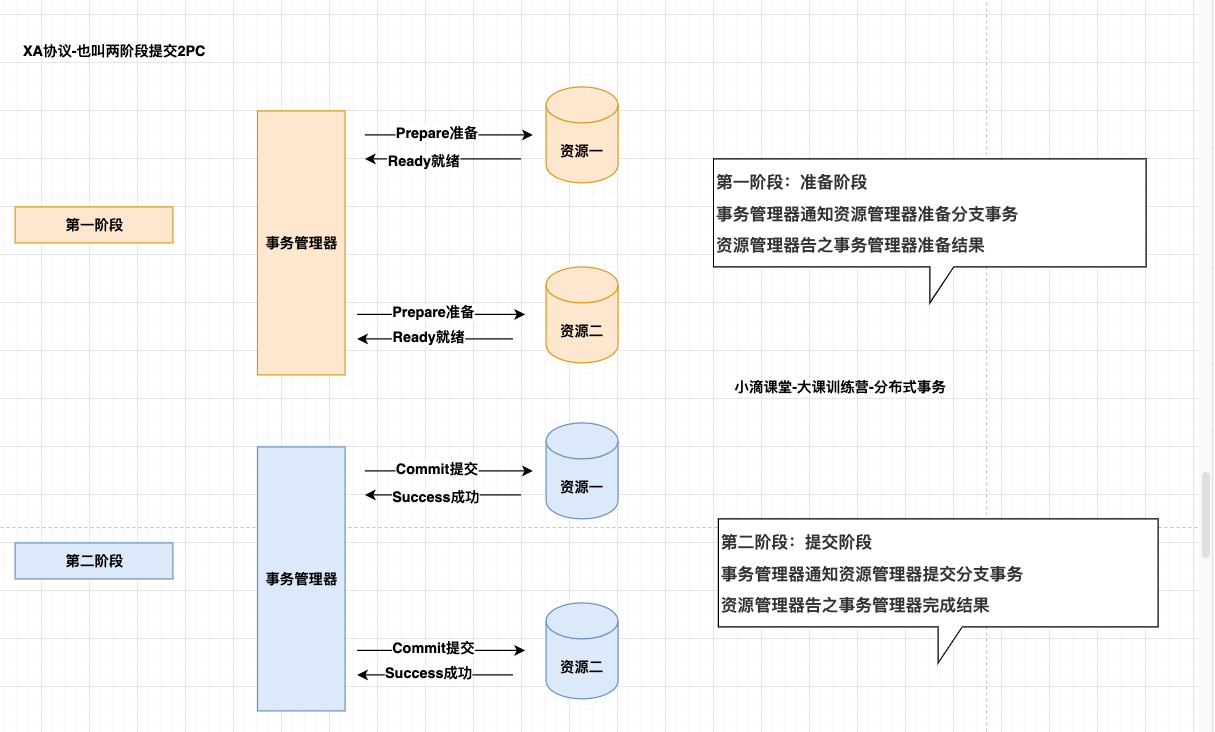 XA协议-也叫两阶段提交2PC
第一阶段
事务管理器
Prepare准备
Ready就绪
资源一
Prepare准备
Ready就绪
资源二
第一阶段：准备阶段
事务管理器通知资源管理器准备分支事务
资源管理器告之事务管理器准备结果
小滴课堂-大课训练营-分布式事务
第二阶段
事务管理器
Commit提交
Success成功
资源一
Commit提交
Success成功
资源二
第二阶段：提交阶段
事务管理器通知资源管理器提交分支事务
资源管理器告之事务管理器完成结果